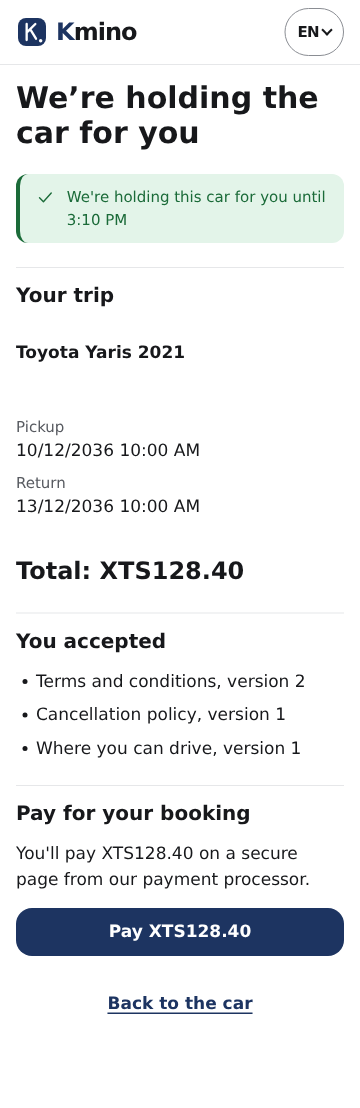 Kmino
EN
We’re holding the
car for you
We're holding this car for you until
3:10 PM
Your trip
Toyota Yaris 2021
Pickup
10/12/2036 10:00 AM
Return
13/12/2036 10:00 AM
Total: XTS128.40
You accepted
• Terms and conditions, version 2
• Cancellation policy, version 1
• Where you can drive, version 1
Pay for your booking
You'll pay XTS128.40 on a secure
page from our payment processor.
Pay XTS128.40
Back to the car